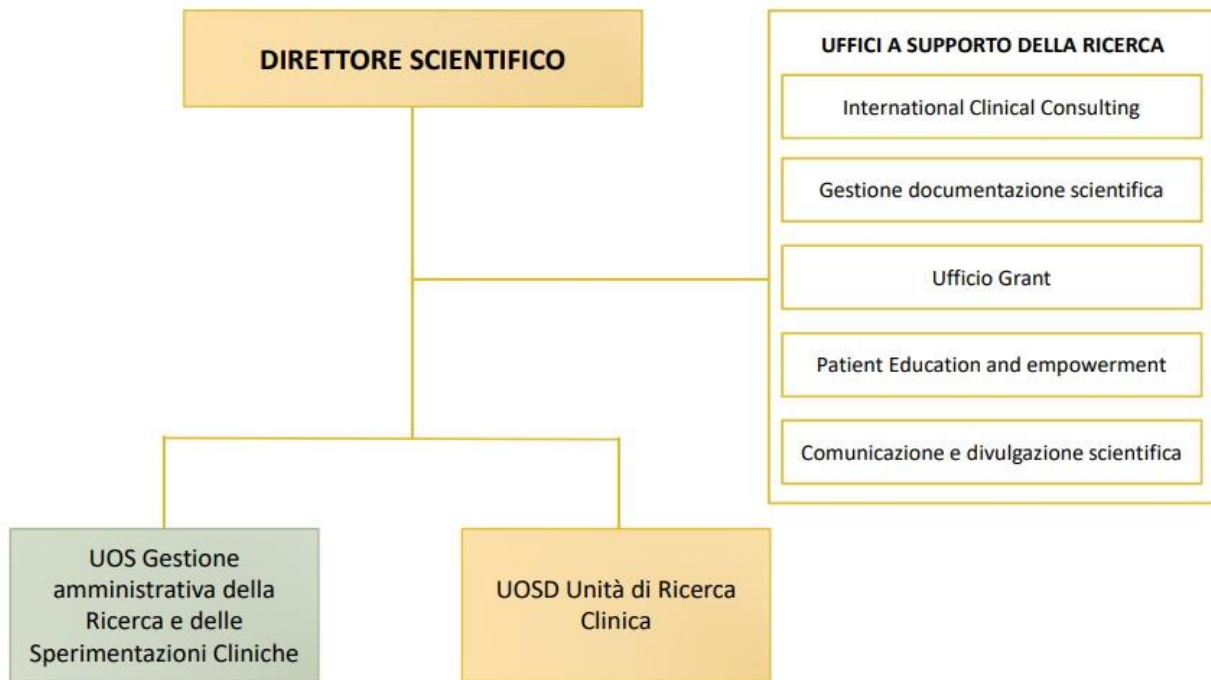 DIRETTORE SCIENTIFICO
UFFICI A SUPPORTO DELLA RICERCA
International Clinical Consulting
Gestione documentazione scientifica
Ufficio Grant
Patient Education and empowerment
Comunicazione e divulgazione scientifica
UOS Gestione
amministrativa della
Ricerca e delle
Sperimentazioni Cliniche
UOSD Unità di Ricerca
Clinica